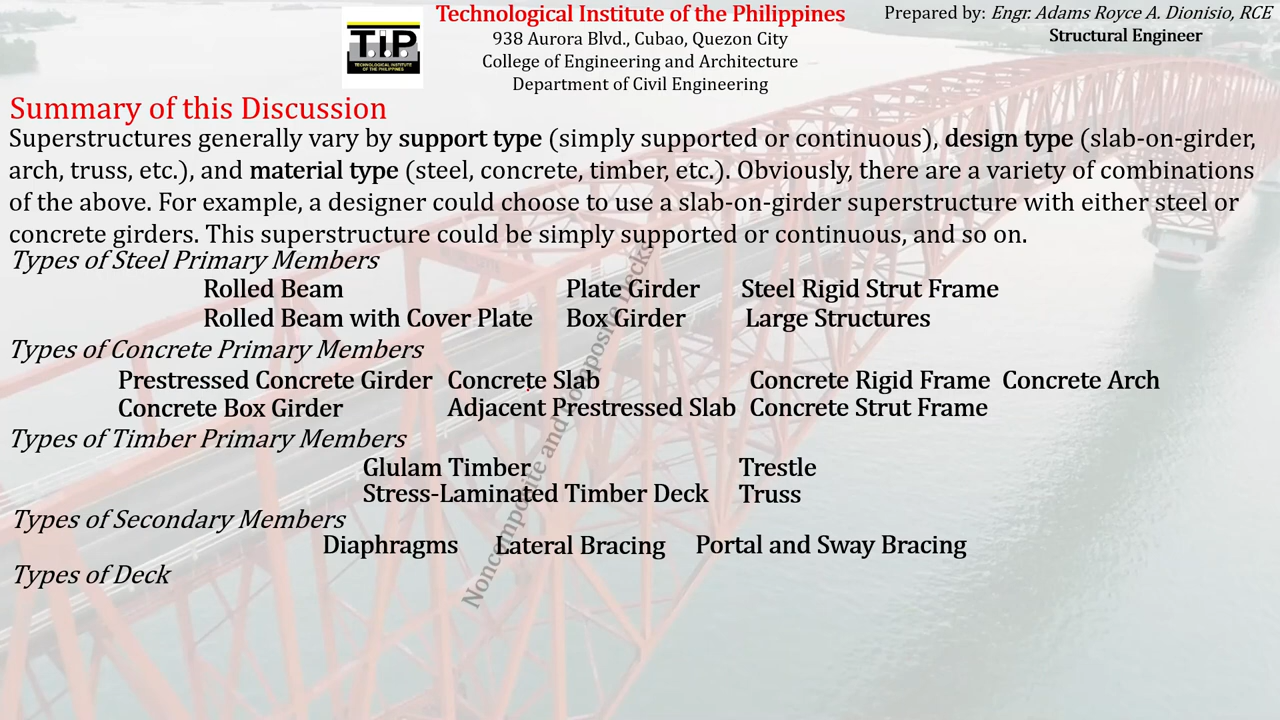 TiP
TECHNOLOGICAL INSTITUTE
OF THE PHILIPPINES
Technological Institute of the Philippines
938 Aurora Blvd., Cubao, Quezon City
College of Engineering and Architecture
Department of Civil Engineering
Prepared by: Engr. Adams Royce A. Dionisio, RCE
Structural Engineer
Summary of this Discussion
Superstructures generally vary by support type (simply supported or continuous), design type (slab-on-girder,
arch, truss, etc.), and material type (steel, concrete, timber, etc.). Obviously, there are a variety of combinations
of the above. For example, a designer could choose to use a slab-on-girder superstructure with either steel or
concrete girders. This superstructure could be simply supported or continuous, and so on.
Types of Steel Primary Members
Rolled Beam Plate Girder Steel Rigid Strut Frame
Rolled Beam with Cover Plate Box Girder Large Structures
Types of Concrete Primary Members
Prestressed Concrete Girder Concrete Slab Concrete Rigid Frame Concrete Arch
Concrete Box Girder Adjacent Prestressed Slab Concrete Strut Frame
Types of Timber Primary Members
Glulam Timber Trestle
Stress-Laminated Timber Deck Truss
Types of Secondary Members
Diaphragms Lateral Bracing Portal and Sway Bracing
Types of Deck
Noncomposite and Composite Decks